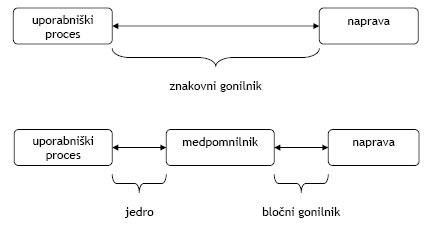 uporabniški
proces
naprava
znakovni gonilnik
uporabniški
proces
medpomnilnik
naprava
jedro
bločni gonilnik